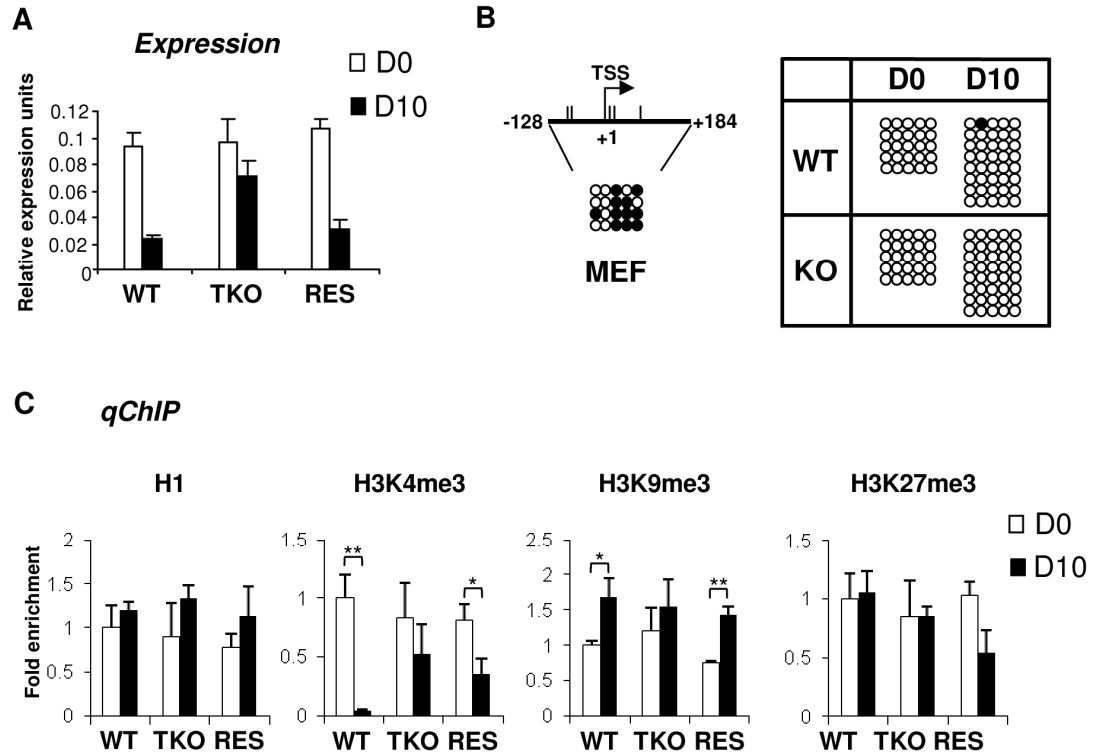 A
Expression
D0
D10
Relative expression units
0.12
0.1
0.08
0.06
0.04
0.02
0
WT TKO RES
B
TSS
-128 +184
+1
MEF
D0 D10
WT
KO
C
qChIP
H1
Fold enrichment
2
1.5
1
0.5
0
WT TKO RES
H3K4me3
1.5
1
0.5
0
**
*
WT TKO RES
H3K9me3
2.5
2
1.5
1
0.5
0
*
**
WT TKO RES
H3K27me3
1.5
1
0.5
0
WT TKO RES
D0
D10